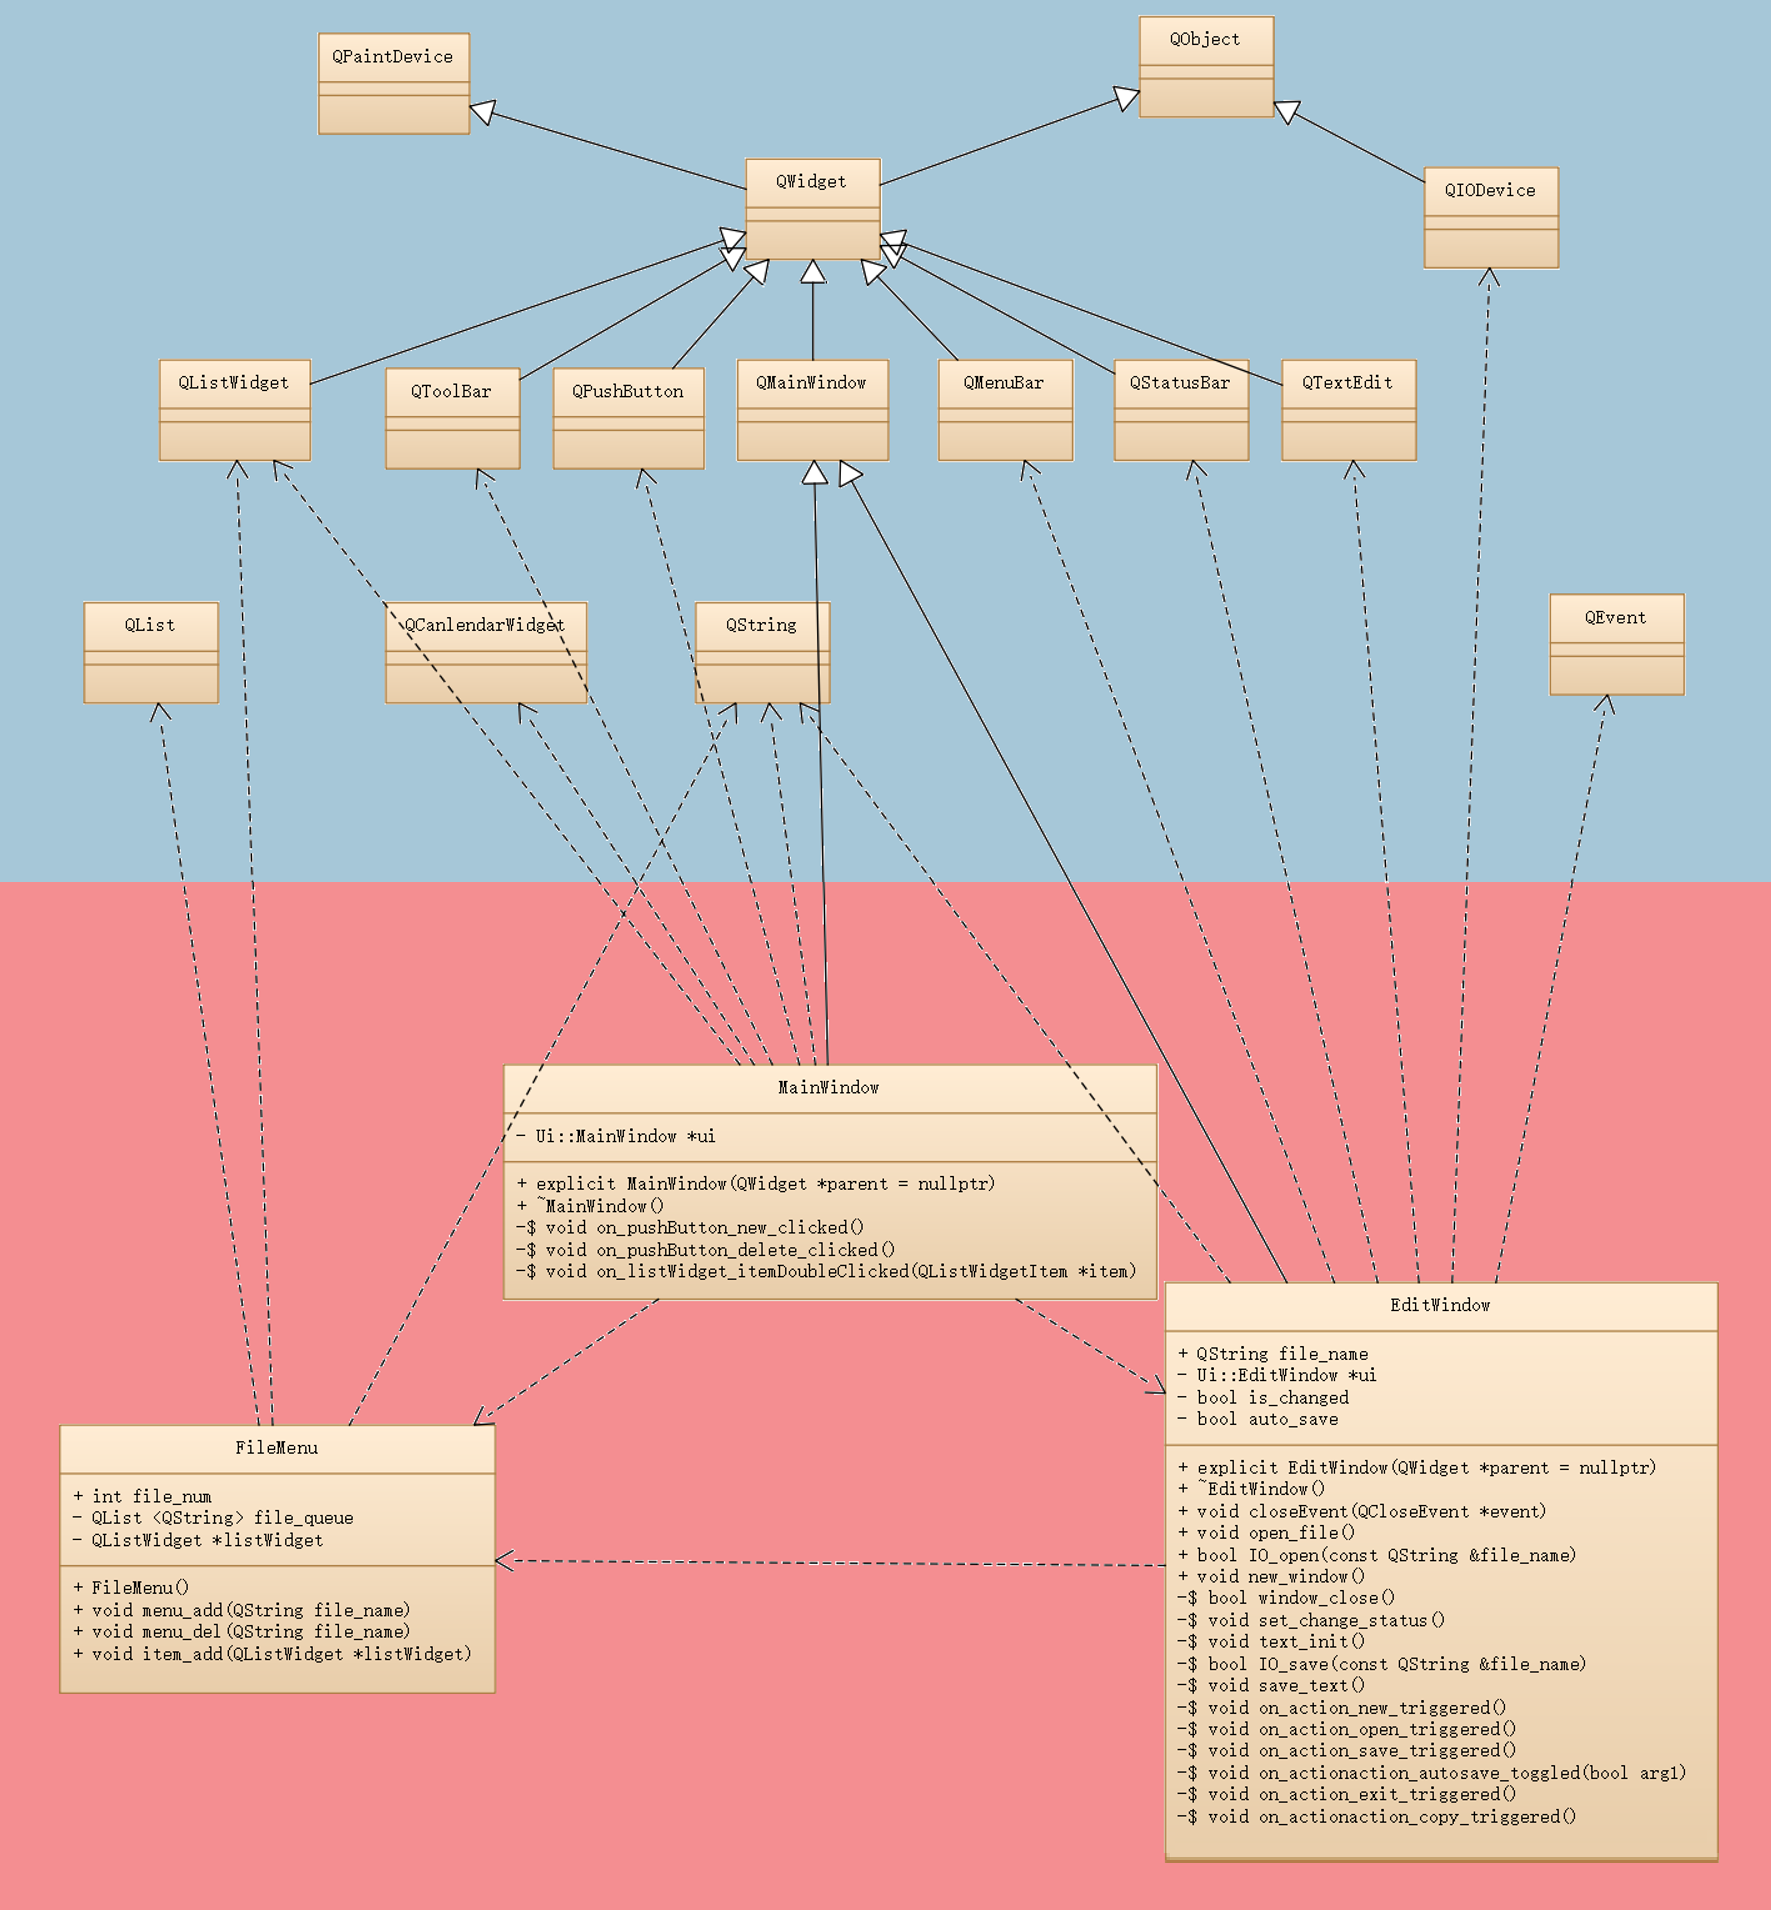 QPaintDevice
QObject
QWidget
QIODevice
QListWidget
QToolBar
QPushButton
QMainWindow
QMenuBar
QStatusBar
QTextEdit
QList
QCanlendarWidget
QString
QEvent
MainWindow
- Ui::MainWindow *ui
+ explicit MainWindow(QWidget *parent = nullptr)
+ ~MainWindow()
-$ void on_pushButton_new_clicked()
-$ void on_pushButton_delete_clicked()
-$ void on_listWidget_itemDoubleClicked(QListWidgetItem *item)
EditWindow
+ QString file_name
- Ui::EditWindow *ui
- bool is_changed
- bool auto_save
+ explicit EditWindow(QWidget *parent = nullptr)
+ ~EditWindow()
+ void closeEvent(QCloseEvent *event)
+ void open_file()
+ bool IO_open(const QString &file_name)
+ void new_window()
-$ bool window_close()
-$ void set_change_status()
-$ void text_init()
-$ bool IO_save(const QString &file_name)
-$ void save_text()
-$ void on_action_new_triggered()
-$ void on_action_open_triggered()
-$ void on_action_save_triggered()
-$ void on_actionaction_autosave_toggled(bool arg1)
-$ void on_action_exit_triggered()
-$ void on_actionaction_copy_triggered()
FileMenu
+ int file_num
- QList <QString> file_queue
- QListWidget *listWidget
+ FileMenu()
+ void menu_add(QString file_name)
+ void menu_del(QString file_name)
+ void item_add(QListWidget *listWidget)